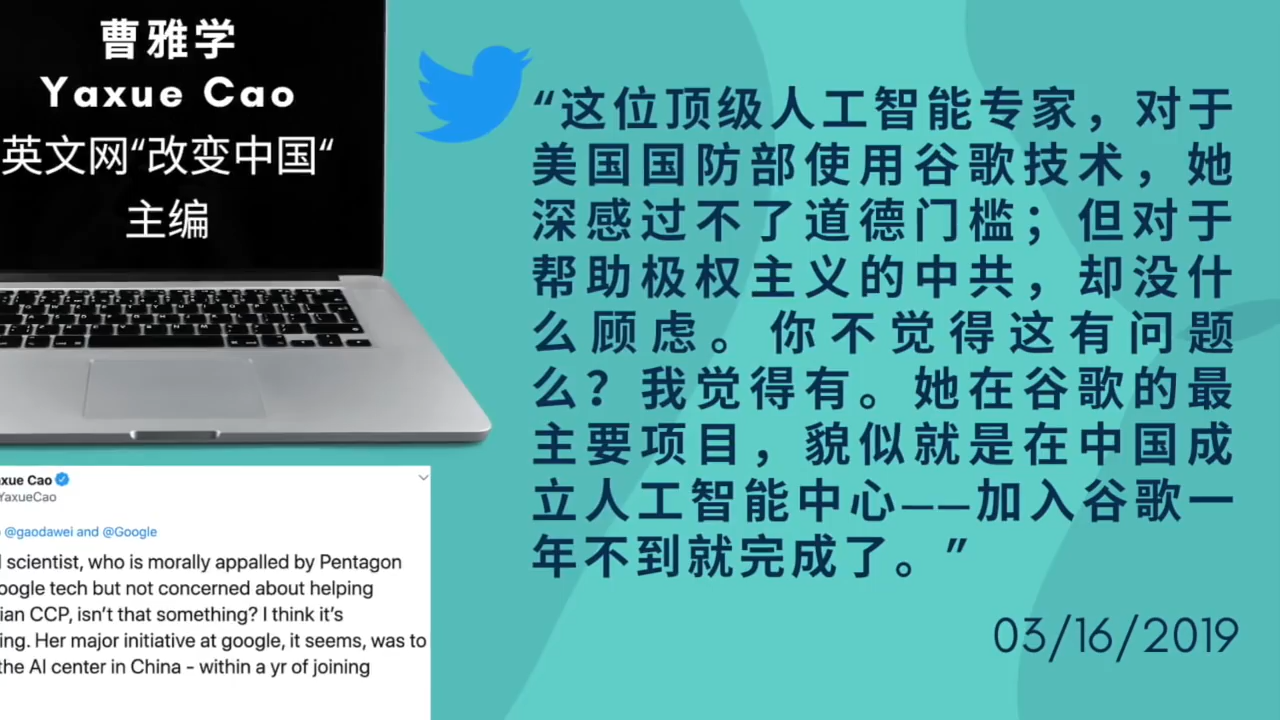 曹雅学
Yaxue Cao
英文网“改变中国“
主编
“这位顶级人工智能专家，对于
美国国防部使用谷歌技术，她
深感过不了道德门槛；但对于
帮助极权主义的中共，却没什
么顾虑。你不觉得这有问题
么？我觉得有。她在谷歌的最
主要项目，貌似就是在中国成
立人工智能中心——加入谷歌一
年不到就完成了。”
03/16/2019
xue Cao
YaxueCao
@gaodawei and @Google
scientist, who is morally appalled by Pentagon
oogle tech but not concerned about helping
ian CCP, isn’t that something? I think it’s
ing. Her major initiative at google, it seems, was to
the AI center in China - within a yr of joining